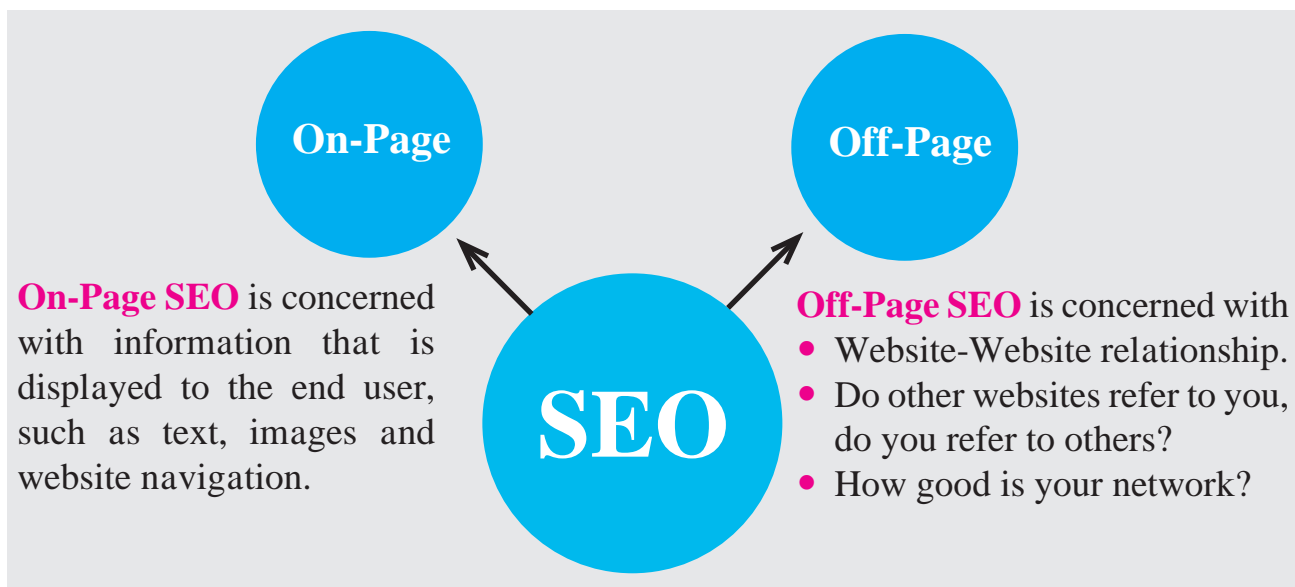 On-Page
Off-Page
On-Page SEO is concerned
with information that is
displayed to the end user,
such as text, images and
website navigation.
SEO
Off-Page SEO is concerned with
• Website-Website relationship.
• Do other websites refer to you,
do you refer to others?
• How good is your network?